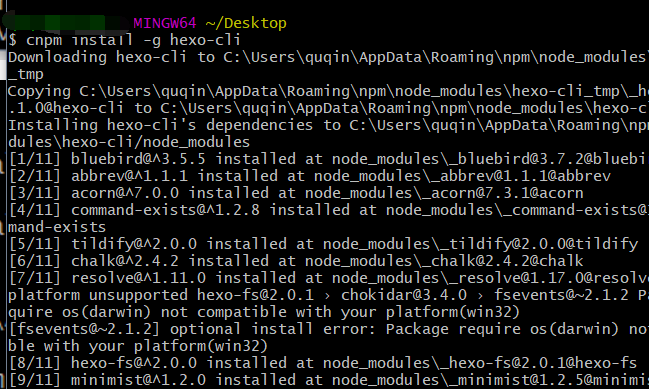 MINGW64 ~/Desktop
$ cnpm install -g hexo-cli
Downloading hexo-cli to C:\Users\quqin\AppData\Roaming\npm\node_modules\
_tmp
Copying C:\Users\quqin\AppData\Roaming\npm\node_modules\hexo-cli_tmp\_he
.1.0@hexo-cli to C:\Users\quqin\AppData\Roaming\npm\node_modules\hexo-c
Installing hexo-cli's dependencies to C:\Users\quqin\AppData\Roaming\npm
dules\hexo-cli/node_modules
[1/11] bluebird@^3.5.5 installed at node_modules\_bluebird@3.7.2@bluebi
[2/11] abbrev@^1.1.1 installed at node_modules\_abbrev@1.1.1@abbrev
[3/11] acorn@^7.0.0 installed at node_modules\_acorn@7.3.1@acorn
[4/11] command-exists@^1.2.8 installed at node_modules\_command-exists@1
mand-exists
[5/11] tildify@^2.0.0 installed at node_modules\_tildify@2.0.0@tildify
[6/11] chalk@^2.4.2 installed at node_modules\_chalk@2.4.2@chalk
[7/11] resolve@^1.11.0 installed at node_modules\_resolve@1.17.0@resolve
platform unsupported hexo-fs@2.0.1 › chokidar@3.4.0 › fsevents@~2.1.2 Pa
quire os(darwin) not compatible with your platform(win32)
[fsevents@~2.1.2] optional install error: Package require os(darwin) no
ble with your platform(win32)
[8/11] hexo-fs@^2.0.0 installed at node_modules\_hexo-fs@2.0.1@hexo-fs
[9/11] minimist@^1.2.0 installed at node_modules\_minimist@1.2.5@minimis